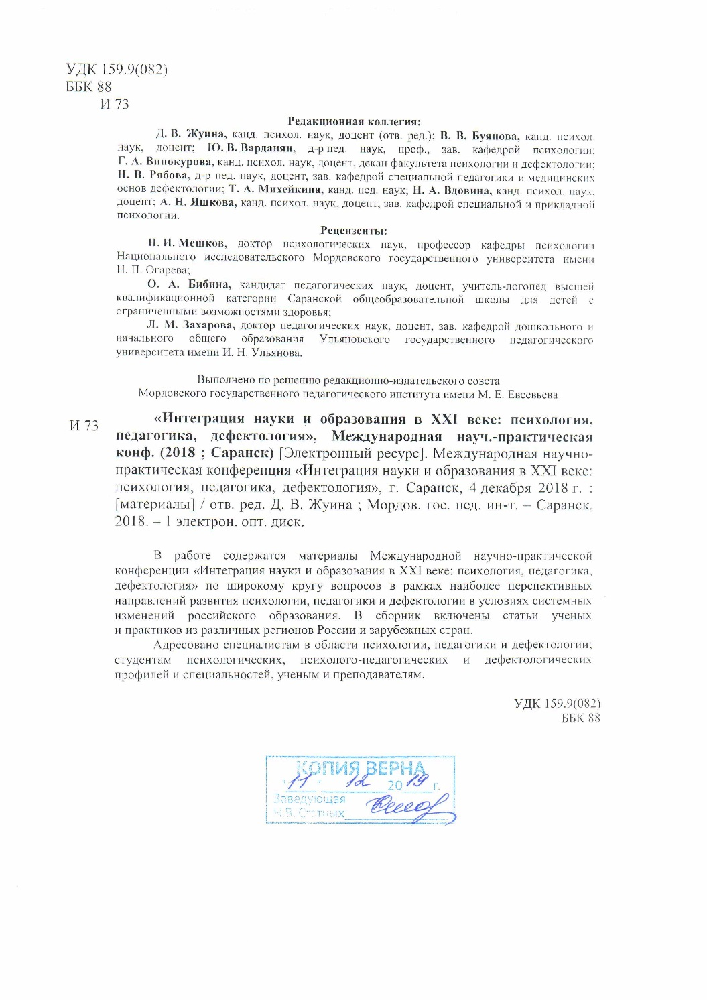 УДК 159.9(082)
ББК 88
И 73
Редакционная коллегия:
Д. В. Жуина, канд. психол. наук, доцент (отв. ред.); В. В. Буянова, канд. психол.
наук, доцент; Ю. В. Варданян, д-р пед. наук, проф., зав. кафедрой психологии;
Г. А. Винокурова, канд. психол. наук, доцент, декан факультета психологии и дефектологии;
Н. В. Рябова, д-р пед. наук, доцент, зав. кафедрой специальной педагогики и медицинских
основ дефектологии; Т. А. Михейкина, канд. пед. наук; Н. А. Вдовина, канд. психол. наук,
доцент; А. Н. Яшкова, канд. психол. наук, доцент, зав. кафедрой специальной и прикладной
психологии.
Рецензенты:
Н. И. Мешков, доктор психологических наук, профессор кафедры психологии
Национального исследовательского Мордовского государственного университета имени
Н. П. Огарева;
О. А. Бибина, кандидат педагогических наук, доцент, учитель-логопед высшей
квалификационной категории Саранской общеобразовательной школы для детей с
ограниченными возможностями здоровья;
Л. М. Захарова, доктор педагогических наук, доцент, зав. кафедрой дошкольного и
начального общего образования Ульяновского государственного педагогического
университета имени И. Н. Ульянова.
Выполнено по решению редакционно-издательского совета
Мордовского государственного педагогического института имени М. Е. Евсевьева
И 73
«Интеграция науки и образования в XXI веке: психология,
педагогика, дефектология», Международная науч.-практическая
конф. (2018 ; Саранск) [Электронный ресурс]. Международная научно-
практическая конференция «Интеграция науки и образования в XXI веке:
психология, педагогика, дефектология», г. Саранск, 4 декабря 2018 г. :
[материалы] / отв. ред. Д. В. Жуина ; Мордов. гос. пед. ин-т. – Саранск,
2018. – 1 электрон. опт. диск.
В работе содержатся материалы Международной научно-практической
конференции «Интеграция науки и образования в XXI веке: психология, педагогика,
дефектология» по широкому кругу вопросов в рамках наиболее перспективных
направлений развития психологии, педагогики и дефектологии в условиях системных
изменений российского образования. В сборник включены статьи ученых
и практиков из различных регионов России и зарубежных стран.
Адресовано специалистам в области психологии, педагогики и дефектологии;
студентам психологических, психолого-педагогических и дефектологических
профилей и специальностей, ученым и преподавателям.
УДК 159.9(082)
ББК 88
КОПИЯ ВЕРНА
"11" 12 2019 г.
Заведующая
Н.В.